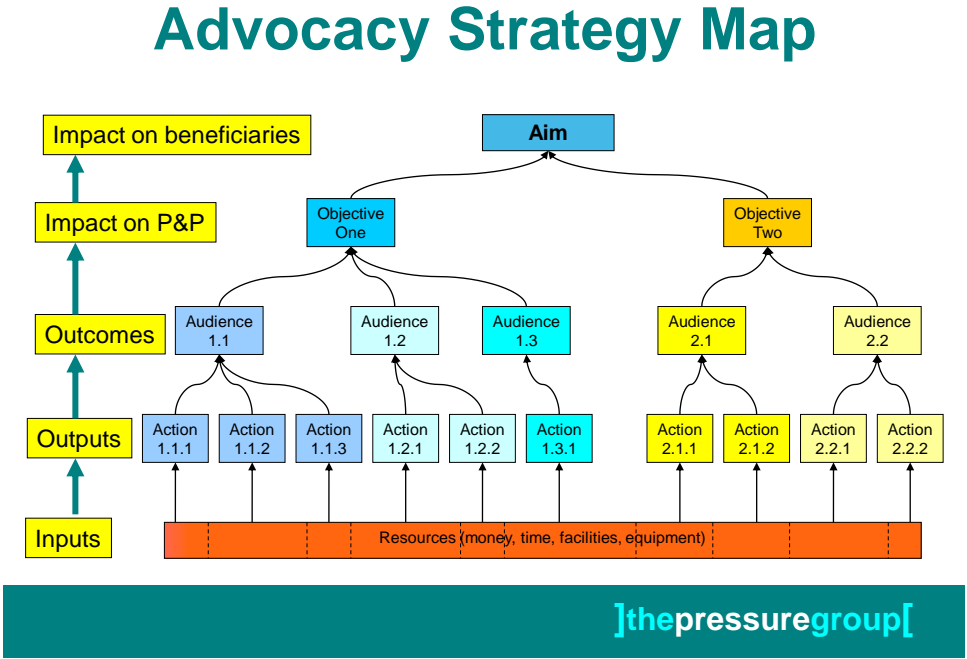 Advocacy Strategy Map
Impact on beneficiaries
Aim
Impact on P&P
Objective
One
Objective
Two
Outcomes
Audience
1.1
Audience
1.2
Audience
1.3
Audience
2.1
Audience
2.2
Outputs
Action
1.1.1
Action
1.1.2
Action
1.1.3
Action
1.2.1
Action
1.2.2
Action
1.3.1
Action
2.1.1
Action
2.1.2
Action
2.2.1
Action
2.2.2
Inputs
Resources (money, time, facilities, equipment)
]thepressuregroup[